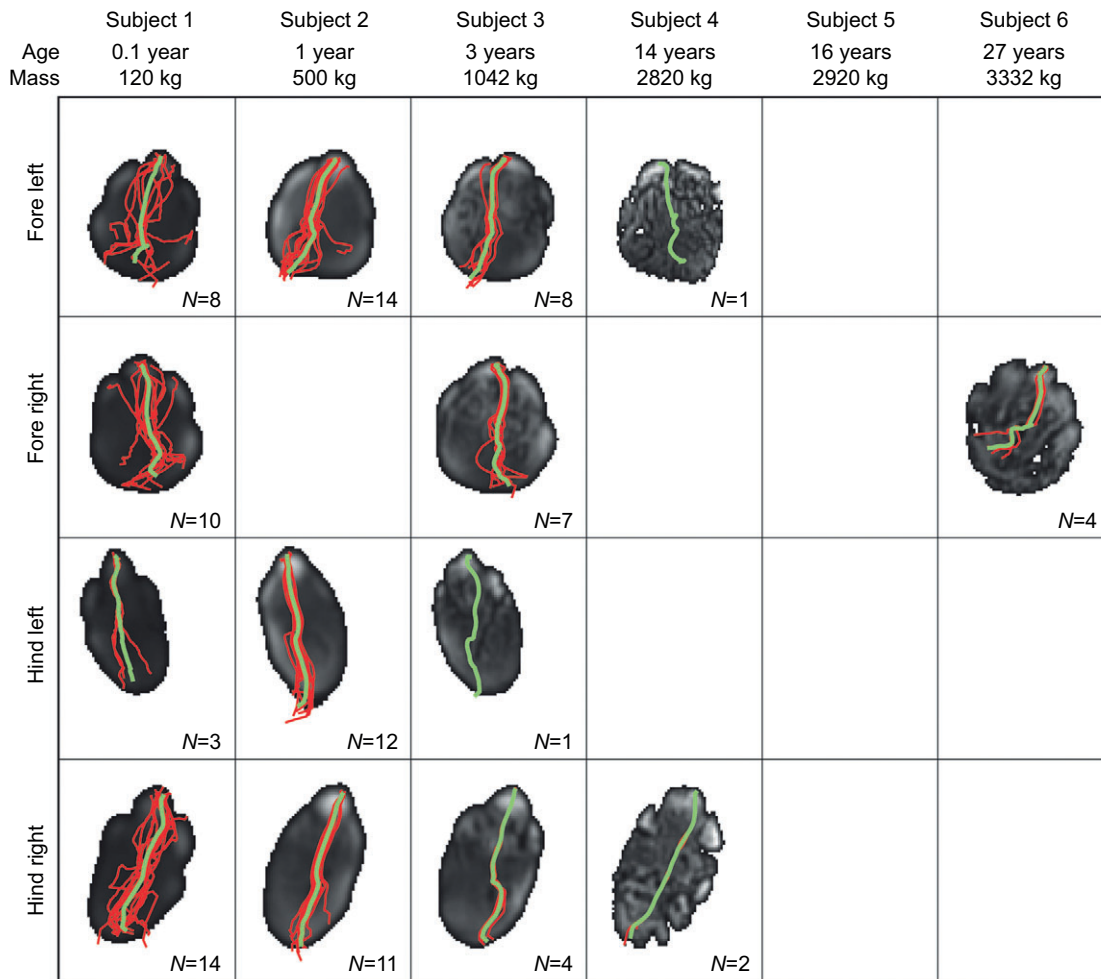 Subject 1 Subject 2 Subject 3 Subject 4 Subject 5 Subject 6
Age 0.1 year 1 year 3 years 14 years 16 years 27 years
Mass 120 kg 500 kg 1042 kg 2820 kg 2920 kg 3332 kg
Fore left
N=8 N=14 N=8 N=1
Fore right
N=10 N=7 N=4
Hind left
N=3 N=12 N=1
Hind right
N=14 N=11 N=4 N=2